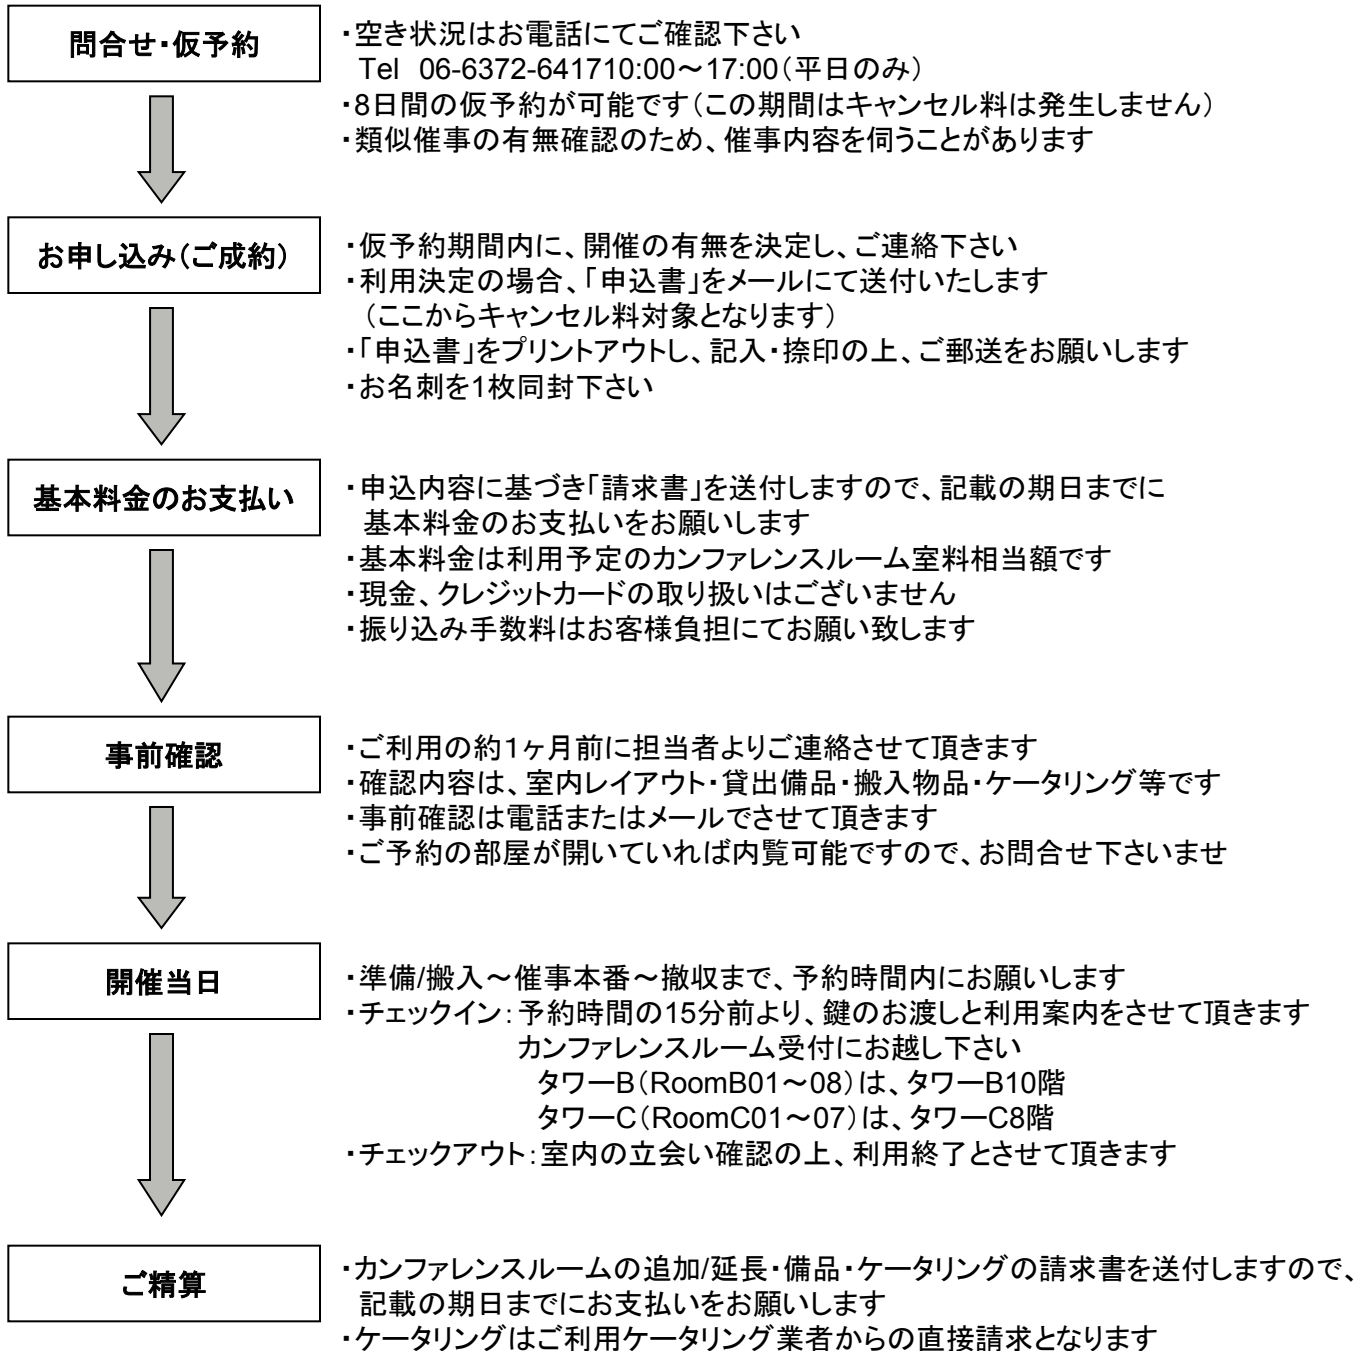 問合せ・仮予約
・空き状況はお電話にてご確認下さい
Tel 06-6372-641710:00～17:00(平日のみ)
・8日間の仮予約が可能です(この期間はキャンセル料は発生しません)
・類似催事の有無確認のため、催事内容を伺うことがあります
お申し込み(ご成約)
・仮予約期間内に、開催の有無を決定し、ご連絡下さい
・利用決定の場合、「申込書」をメールにて送付いたします
(ここからキャンセル料対象となります)
・「申込書」をプリントアウトし、記入・捺印の上、ご郵送をお願いします
・お名刺を1枚同封下さい
基本料金のお支払い
・申込内容に基づき「請求書」を送付しますので、記載の期日までに
基本料金のお支払いをお願いします
・基本料金は利用予定のカンファレンスルーム室料相当額です
・現金、クレジットカードの取り扱いはございません
・振り込み手数料はお客様負担にてお願い致します
事前確認
・ご利用の約1ヶ月前に担当者よりご連絡させて頂きます
・確認内容は、室内レイアウト・貸出備品・搬入物品・ケータリング等です
・事前確認は電話またはメールでさせて頂きます
・ご予約の部屋が開いていれば内覧可能ですので、お問合せ下さいませ
開催当日
・準備/搬入～催事本番～撤収まで、予約時間内にお願いします
・チェックイン:予約時間の15分前より、鍵のお渡しと利用案内をさせて頂きます
カンファレンスルーム受付にお越し下さい
タワーB(RoomB01～08)は、タワーB10階
タワーC(RoomC01～07)は、タワーC8階
・チェックアウト:室内の立会い確認の上、利用終了とさせて頂きます
ご精算
・カンファレンスルームの追加/延長・備品・ケータリングの請求書を送付しますので、
記載の期日までにお支払いをお願いします
・ケータリングはご利用ケータリング業者からの直接請求となります